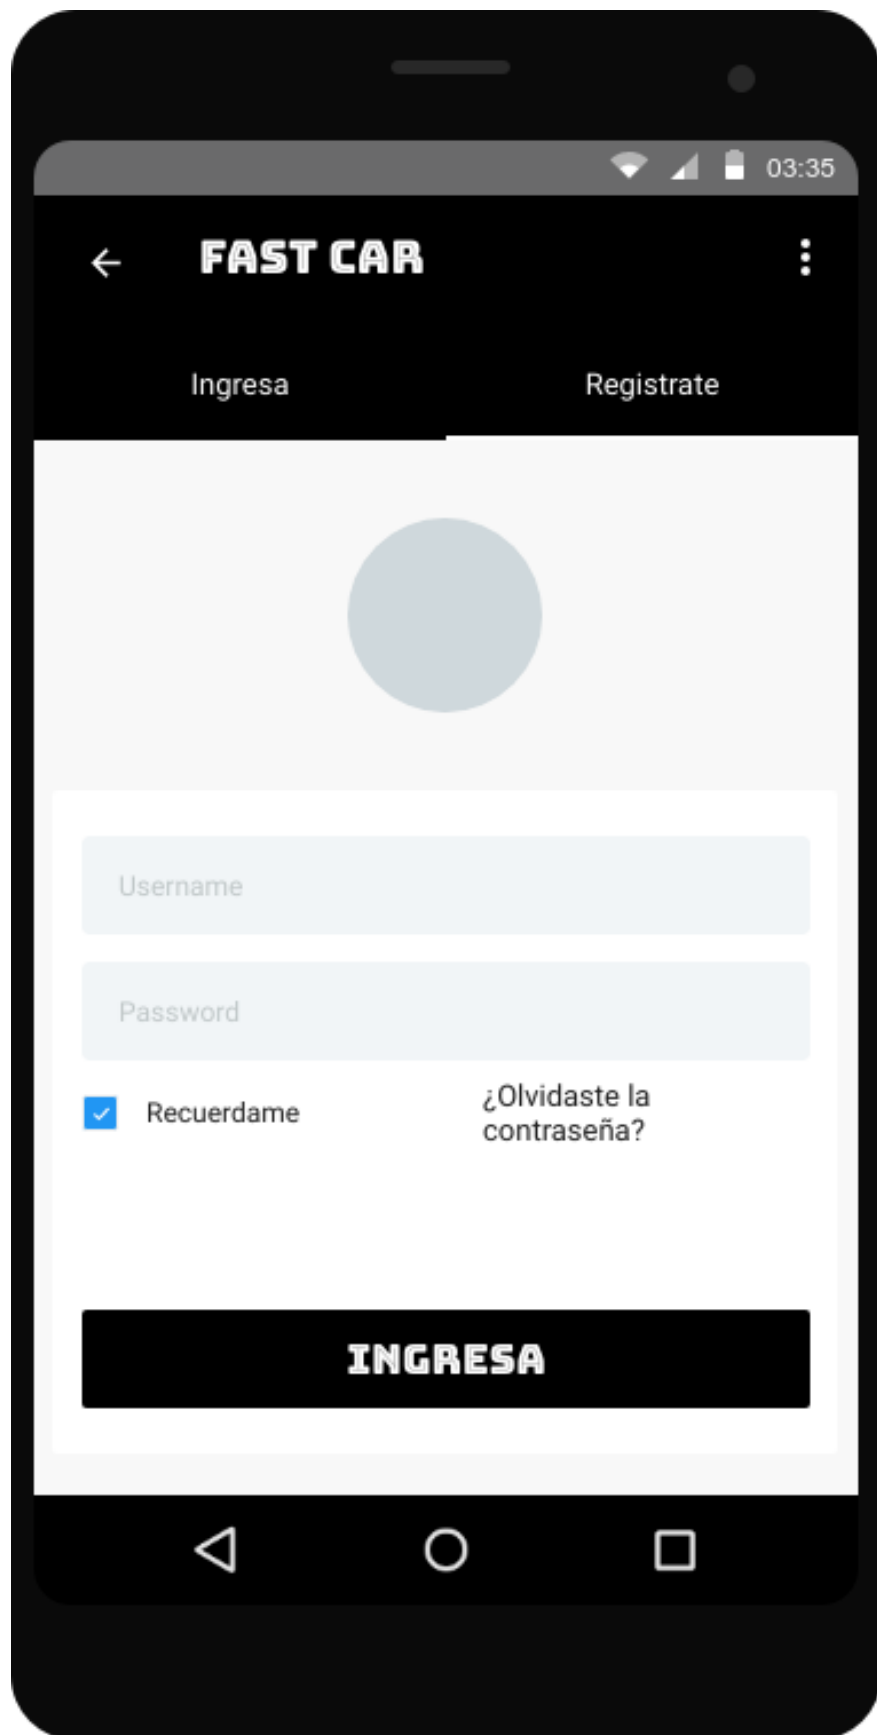 03:35
FAST CAR
Ingresa
Registrate
Username
Password
Recuerdame
¿Olvidaste la
contraseña?
INGRESA